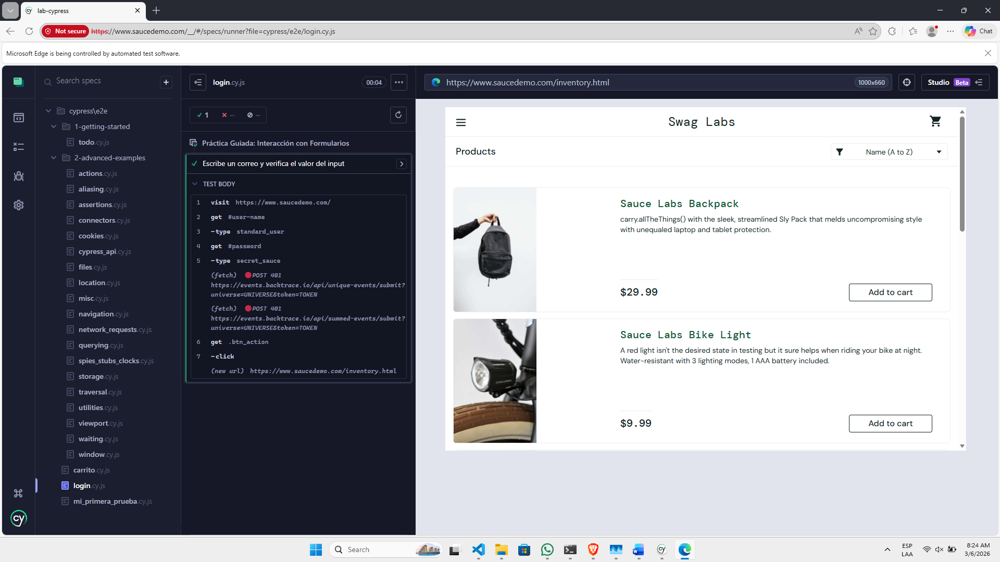 lab-cypress
Not secure
https://www.saucedemo.com/__/#/specs/runner?file=cypress/e2e/login.cy.js
Chat
Microsoft Edge is being controlled by automated test software.
Search specs
cypress\e2e
1-getting-started
todo.cy.js
2-advanced-examples
actions.cy.js
aliasing.cy.js
assertions.cy.js
connectors.cy.js
cookies.cy.js
cypress_api.cy.js
files.cy.js
location.cy.js
misc.cy.js
navigation.cy.js
network_requests.cy.js
querying.cy.js
spies_stubs_clocks.cy.js
storage.cy.js
traversal.cy.js
utilities.cy.js
viewport.cy.js
waiting.cy.js
window.cy.js
carrito.cy.js
login.cy.js
mi_primera_prueba.cy.js
cy
login.cy.js
00:04
1 -- --
Práctica Guiada: Interacción con Formularios
Escribe un correo y verifica el valor del input
TEST BODY
1 visit https://www.saucedemo.com/
2 get #user-name
3 -type standard_user
4 get #password
5 -type secret_sauce
(fetch) POST 401
https://events.backtrace.io/api/unique-events/submit?
universe=UNIVERSE&token=TOKEN
(fetch) POST 401
https://events.backtrace.io/api/summed-events/submit?
universe=UNIVERSE&token=TOKEN
6 get .btn_action
7 -click
(new url) https://www.saucedemo.com/inventory.html
https://www.saucedemo.com/inventory.html
1000x660
Studio Beta
Swag Labs
Products
Name (A to Z)
Sauce Labs Backpack
carry.allTheThings() with the sleek, streamlined Sly Pack that melds uncompromising style
with unequaled laptop and tablet protection.
$29.99
Add to cart
Sauce Labs Bike Light
A red light isn't the desired state in testing but it sure helps when riding your bike at night.
Water-resistant with 3 lighting modes, 1 AAA battery included.
$9.99
Add to cart
Search
ESP
LAA
8:24 AM
3/6/2026